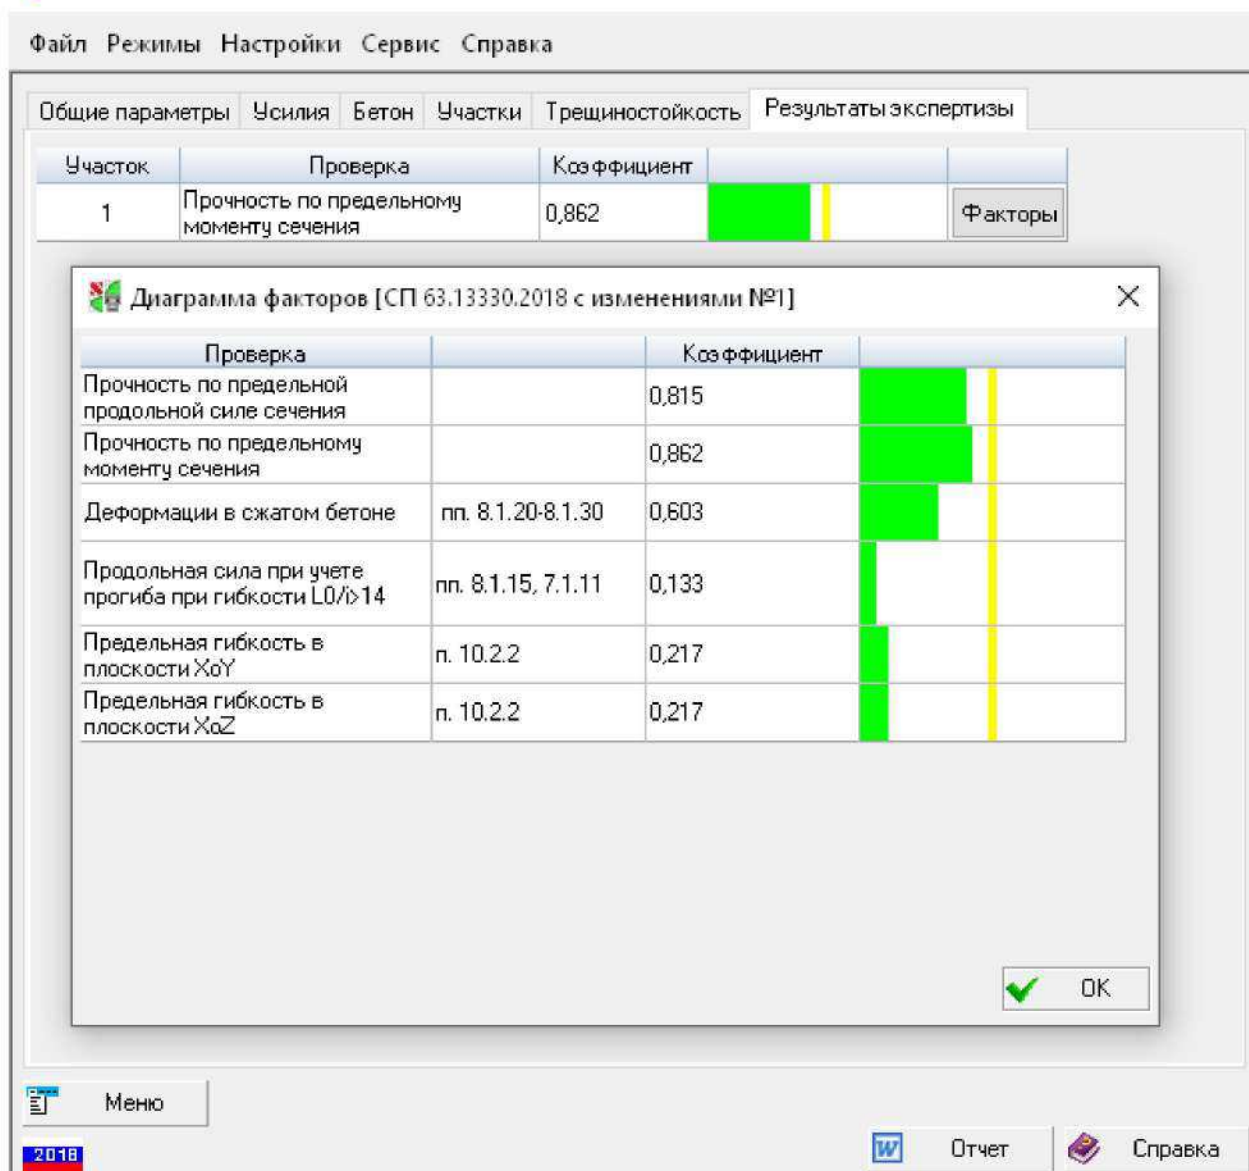 Файл Режимы Настройки Сервис Справка
Общие параметры Усилия Бетон Участки Трещиностойкость Результаты экспертизы
Участок Проверка Коэффициент
1 Прочность по предельному моменту сечения 0,862 Факторы
Диаграмма факторов [СП 63.13330.2018 с изменениями №1]
Проверка Коэффициент
Прочность по предельной
продольной силе сечения
0,815
Прочность по предельному
моменту сечения
0,862
Деформации в сжатом бетоне пп. 8.1.20-8.1.30 0,603
Продольная сила при учете
прогиба при гибкости L0/i>14
пп. 8.1.15, 7.1.11 0,133
Предельная гибкость в
плоскости XoY
п. 10.2.2 0,217
Предельная гибкость в
плоскости XoZ
п. 10.2.2 0,217
OK
Меню
2018
Отчет Справка